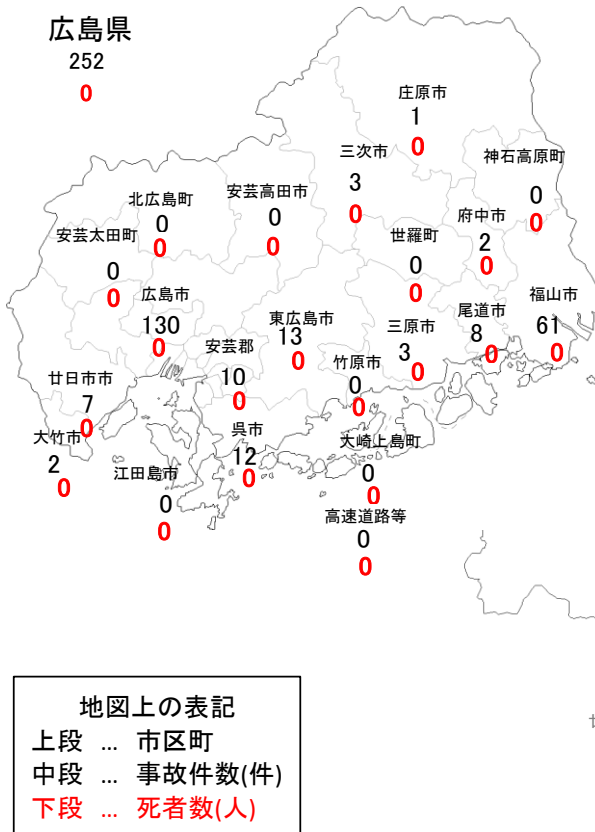 広島県
252
0
庄原市
1
0
三次市
3
0
神石高原町
0
0
北広島町
0
0
安芸高田市
0
0
府中市
2
0
世羅町
0
0
安芸太田町
0
0
広島市
130
0
東広島市
13
0
三原市
3
0
尾道市
8
0
福山市
61
0
安芸郡
10
0
竹原市
0
0
廿日市市
7
0
大竹市
2
0
呉市
12
0
大崎上島町
0
0
江田島市
0
0
高速道路等
0
0
地図上の表記
上段 … 市区町
中段 … 事故件数(件)
下段 … 死者数(人)